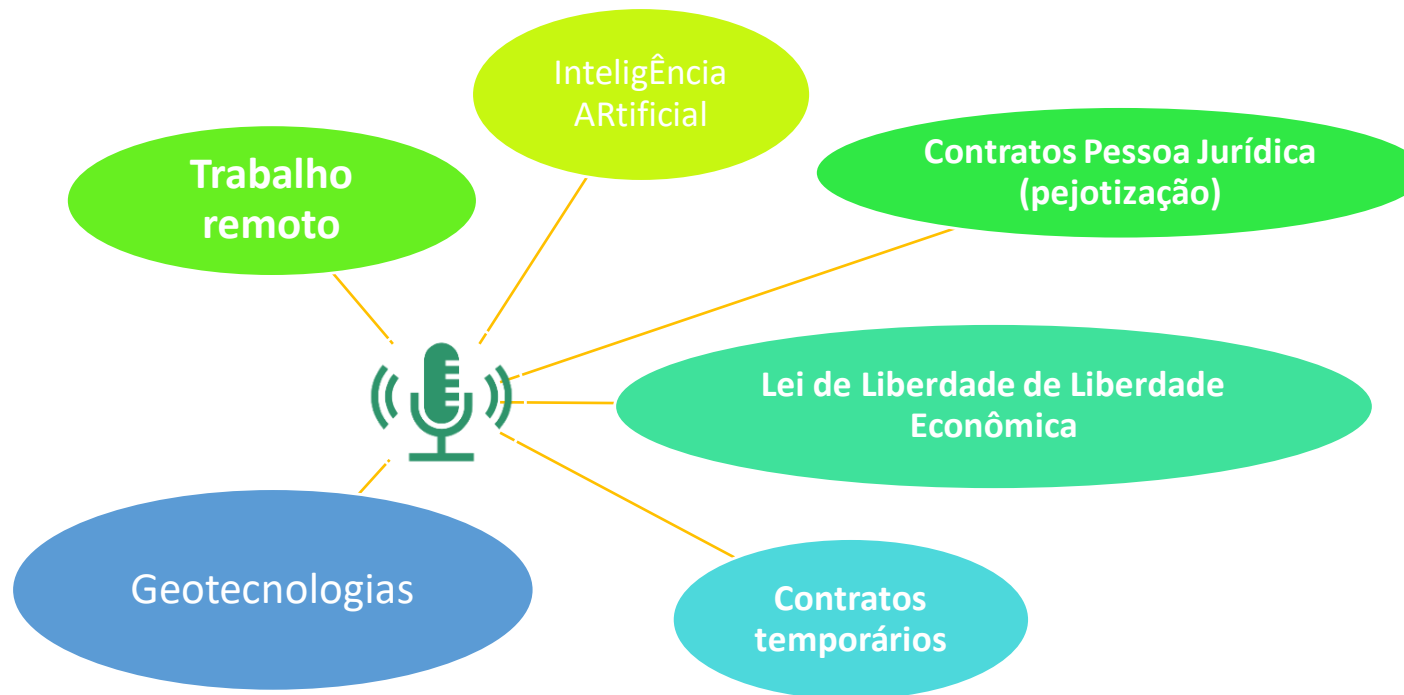 InteligÊncia
ARtificial
Trabalho
remoto
Contratos Pessoa Jurídica
(pejotização)
Lei de Liberdade de Liberdade
Econômica
Geotecnologias
Contratos
temporários